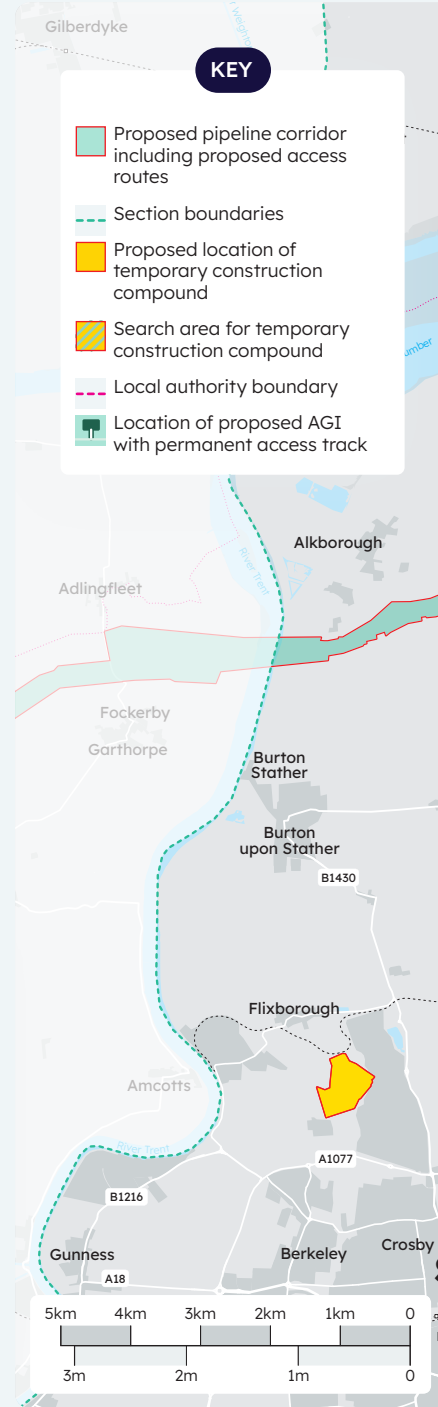 Gilberdyke
KEY
Proposed pipeline corridor
including proposed access
routes
Section boundaries
Proposed location of
temporary construction
compound
Search area for temporary
construction compound
Local authority boundary
Location of proposed AGI
with permanent access track
umber
River Trent
Alkborough
Adlingfleet
Fockerby
Garthorpe
Burton
Stather
Burton
upon Stather
B1430
Flixborough
Amcotts
River Trent
A1077
B1216
Gunness
Berkeley
Crosby
A18
5km 4km 3km 2km 1km 0
3m 2m 1m 0